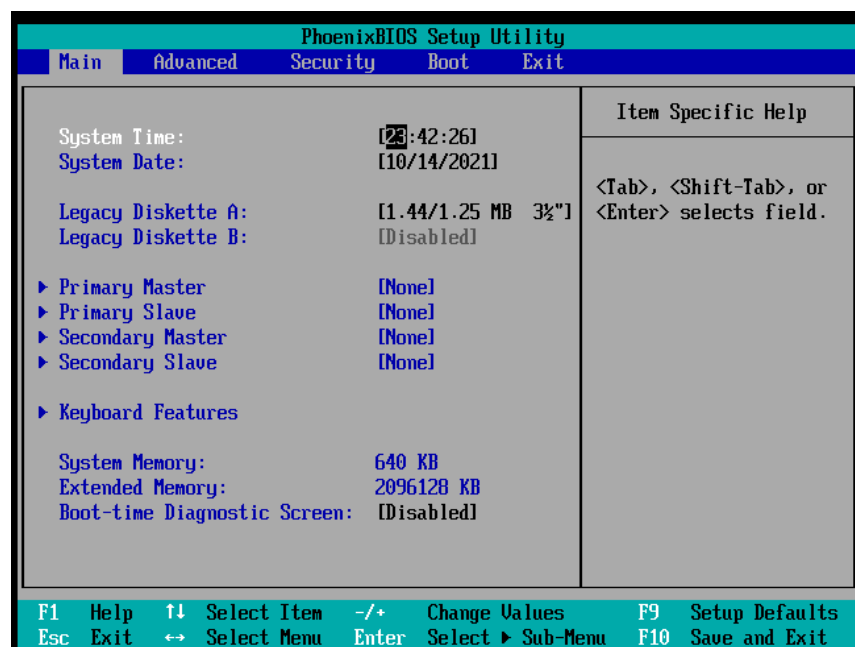 PhoenixBIOS Setup Utility
Main Advanced Security Boot Exit
Item Specific Help
System Time: [23:42:26]
System Date: [10/14/2021]
<Tab>, <Shift-Tab>, or
<Enter> selects field.
Legacy Diskette A: [1.44/1.25 MB 3½"]
Legacy Diskette B: [Disabled]
▶ Primary Master [None]
▶ Primary Slave [None]
▶ Secondary Master [None]
▶ Secondary Slave [None]
▶ Keyboard Features
System Memory: 640 KB
Extended Memory: 2096128 KB
Boot-time Diagnostic Screen: [Disabled]
F1 Help ↑↓ Select Item -/+ Change Values F9 Setup Defaults
Esc Exit ↔ Select Menu Enter Select ▶ Sub-Menu F10 Save and Exit